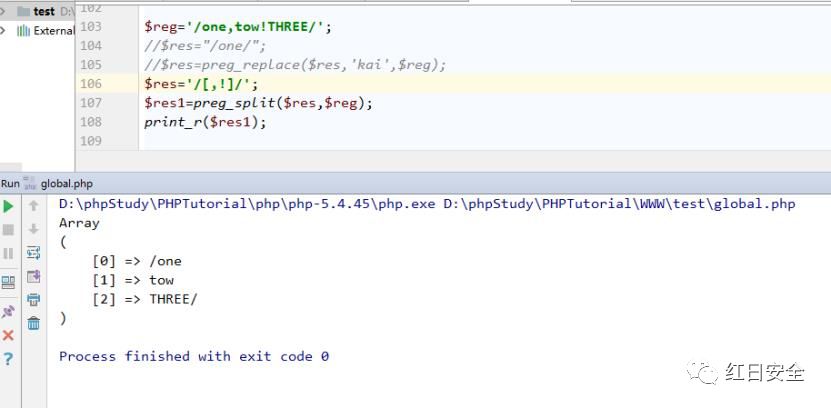 test D:\
External
102
103 $reg='/one,tow!THREE/';
104 //$res="/one/";
105 //$res=preg_replace($res,'kai',$reg);
106 $res='/[,!]/';
107 $res1=preg_split($res,$reg);
108 print_r($res1);
109
Run global.php
D:\phpStudy\PHPTutorial\php\php-5.4.45\php.exe D:\phpStudy\PHPTutorial\WWW\test\global.php
Array
(
[0] => /one
[1] => tow
[2] => THREE/
)
Process finished with exit code 0
红日安全